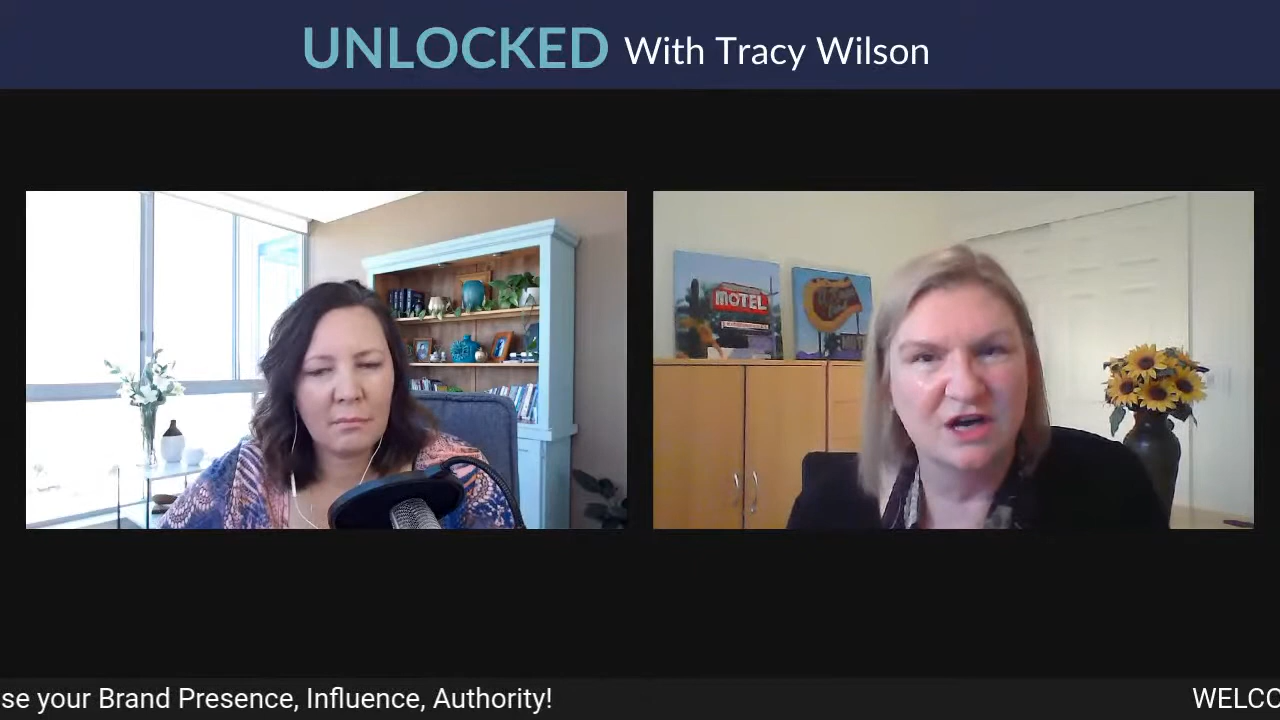 UNLOCKED With Tracy Wilson
MOTEL
se your Brand Presence, Influence, Authority!
WELCO